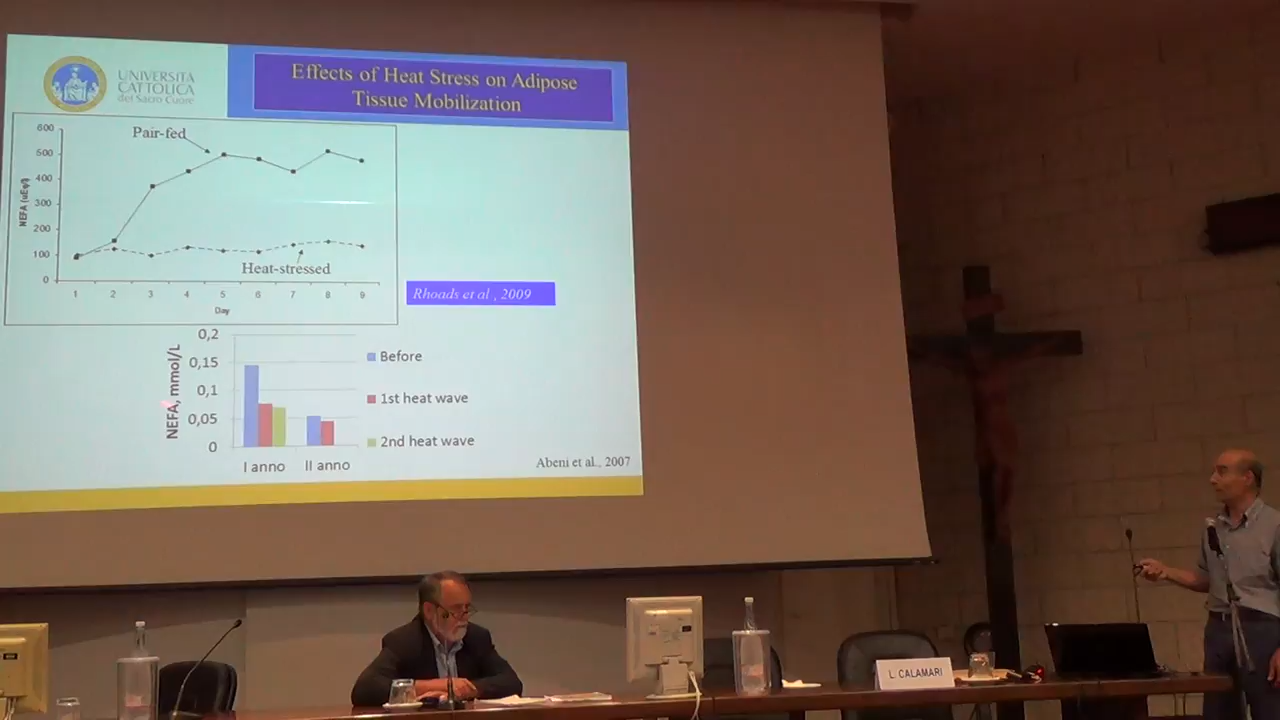 UNIVERSITÀ
CATTOLICA
del Sacro Cuore
Effects of Heat Stress on Adipose
Tissue Mobilization
600
500
400
300
200
100
0
NEFA (uEq/l)
Pair-fed
Heat-stressed
1 2 3 4 5 6 7 8 9
Day
Rhoads et al , 2009
0,2
0,15
0,1
0,05
0
NEFA, mmol/L
I anno II anno
Before
1st heat wave
2nd heat wave
Abeni et al., 2007
L. CALAMARI